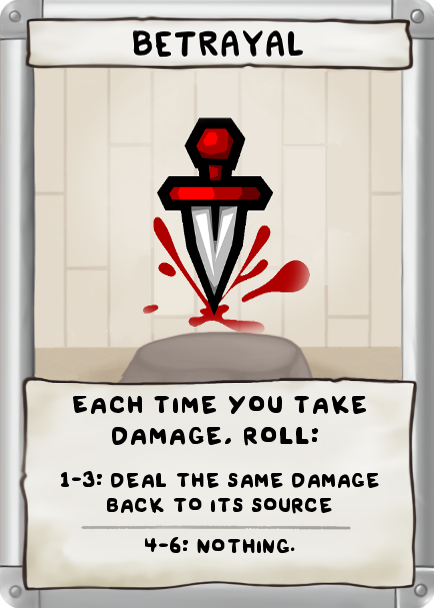 BETRAYAL
EACH TIME YOU TAKE
DAMAGE, ROLL:
1-3: DEAL THE SAME DAMAGE
BACK TO ITS SOURCE
4-6: NOTHING.